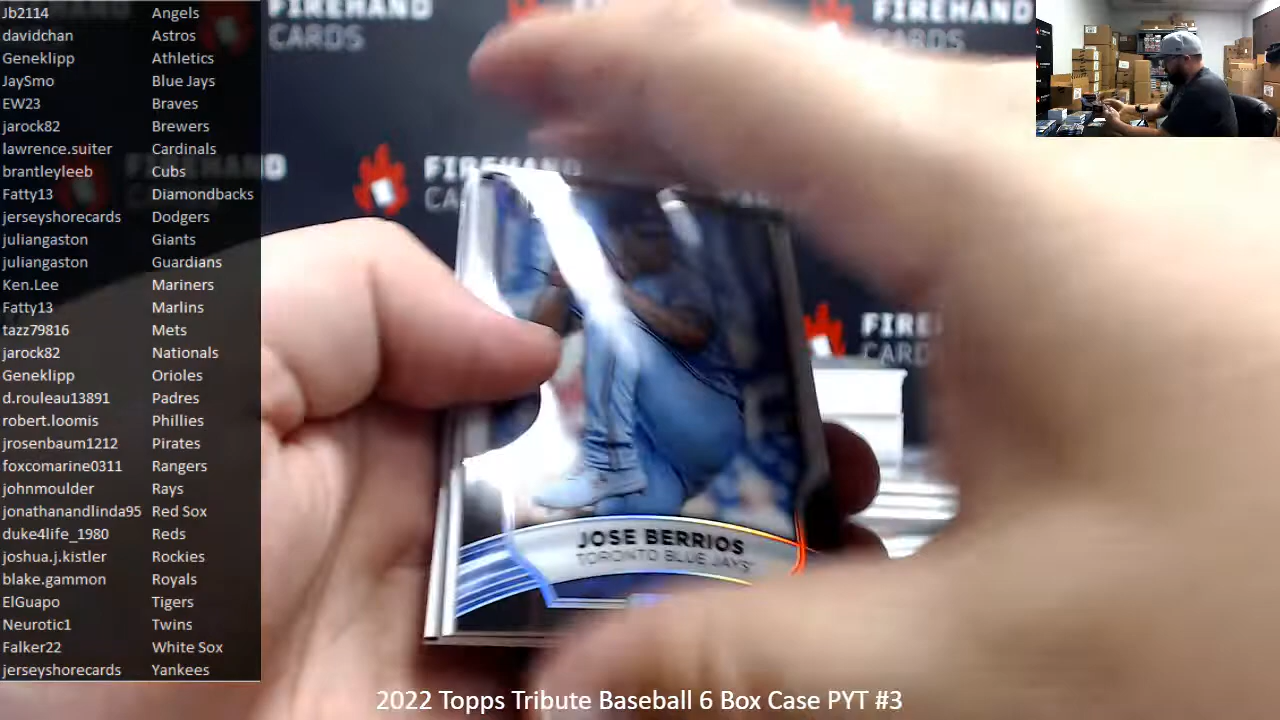 Jb2114 Angels
davidchan Astros
Geneklipp Athletics
JaySmo Blue Jays
EW23 Braves
jarock82 Brewers
lawrence.suiter Cardinals
brantleyleeb Cubs
Fatty13 Diamondbacks
jerseyshorecards Dodgers
juliangaston Giants
juliangaston Guardians
Ken.Lee Mariners
Fatty13 Marlins
tazz79816 Mets
jarock82 Nationals
Geneklipp Orioles
d.rouleau13891 Padres
robert.loomis Phillies
jrosenbaum1212 Pirates
foxcomarine0311 Rangers
johnmoulder Rays
jonathanandlinda95 Red Sox
duke4life_1980 Reds
joshua.j.kistler Rockies
blake.gammon Royals
ElGuapo Tigers
Neurotic1 Twins
Falker22 White Sox
jerseyshorecards Yankees
FIREHAND
CARDS
FIREHAND
FIREHAND
CARDS
JOSE BERRIOS
TORONTO BLUE JAYS
2022 Topps Tribute Baseball 6 Box Case PYT #3